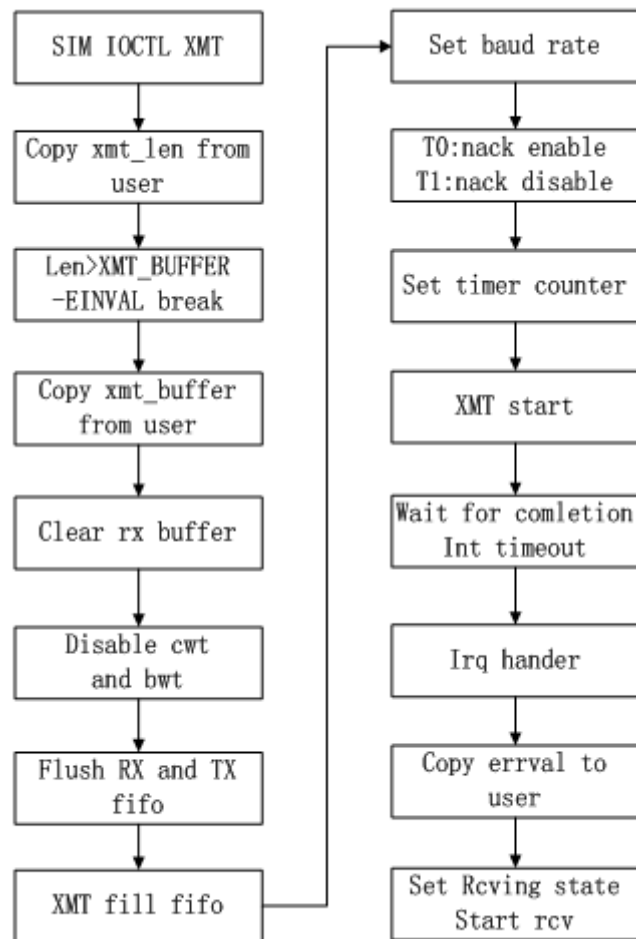 SIM IOCTL XMT
Copy xmt_len from
user
Len>XMT_BUFFER
-EINVAL break
Copy xmt_buffer
from user
Clear rx buffer
Disable cwt
and bwt
Flush RX and TX
fifo
XMT fill fifo
Set baud rate
T0:nack enable
T1:nack disable
Set timer counter
XMT start
Wait for comletion
Int timeout
Irq hander
Copy errval to
user
Set Rcving state
Start rcv